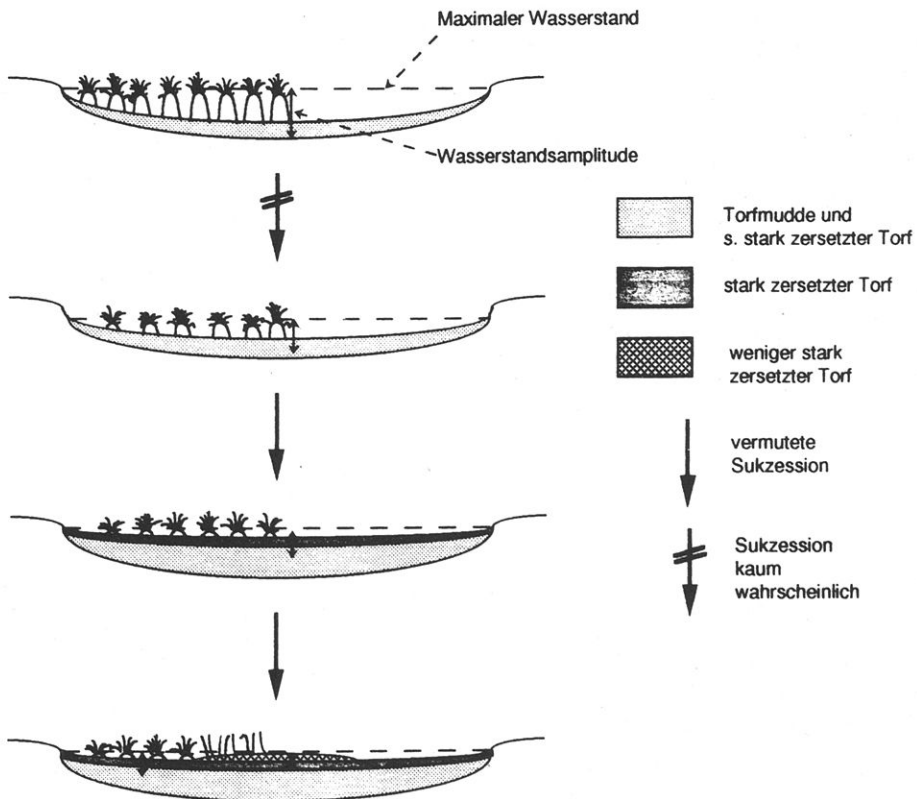 Maximaler Wasserstand
Wasserstandsamplitude
Torfmudde und
s. stark zersetzter Torf
stark zersetzter Torf
weniger stark
zersetzter Torf
vermutete
Sukzession
Sukzession
kaum
wahrscheinlich